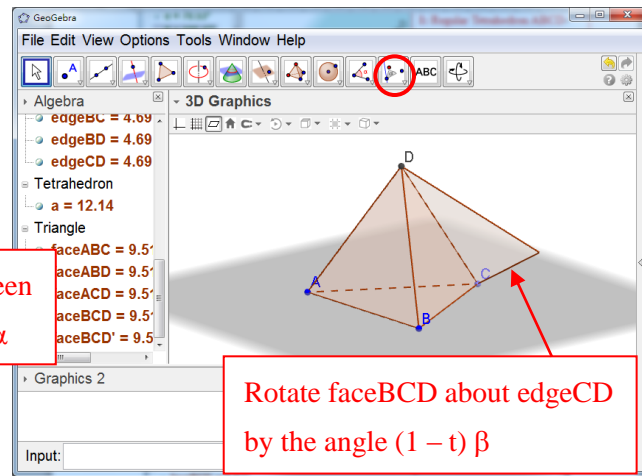 GeoGebra
File Edit View Options Tools Window Help
ABC
Algebra
3D Graphics
edgeBC = 4.69
edgeBD = 4.69
edgeCD = 4.69
Tetrahedron
a = 12.14
Triangle
faceABC = 9.5
faceABD = 9.5
faceACD = 9.5
faceBCD = 9.5
faceBCD' = 9.5
D
A
C
B
een
α
Rotate faceBCD about edgeCD
by the angle (1 – t) β
Graphics 2
Input: